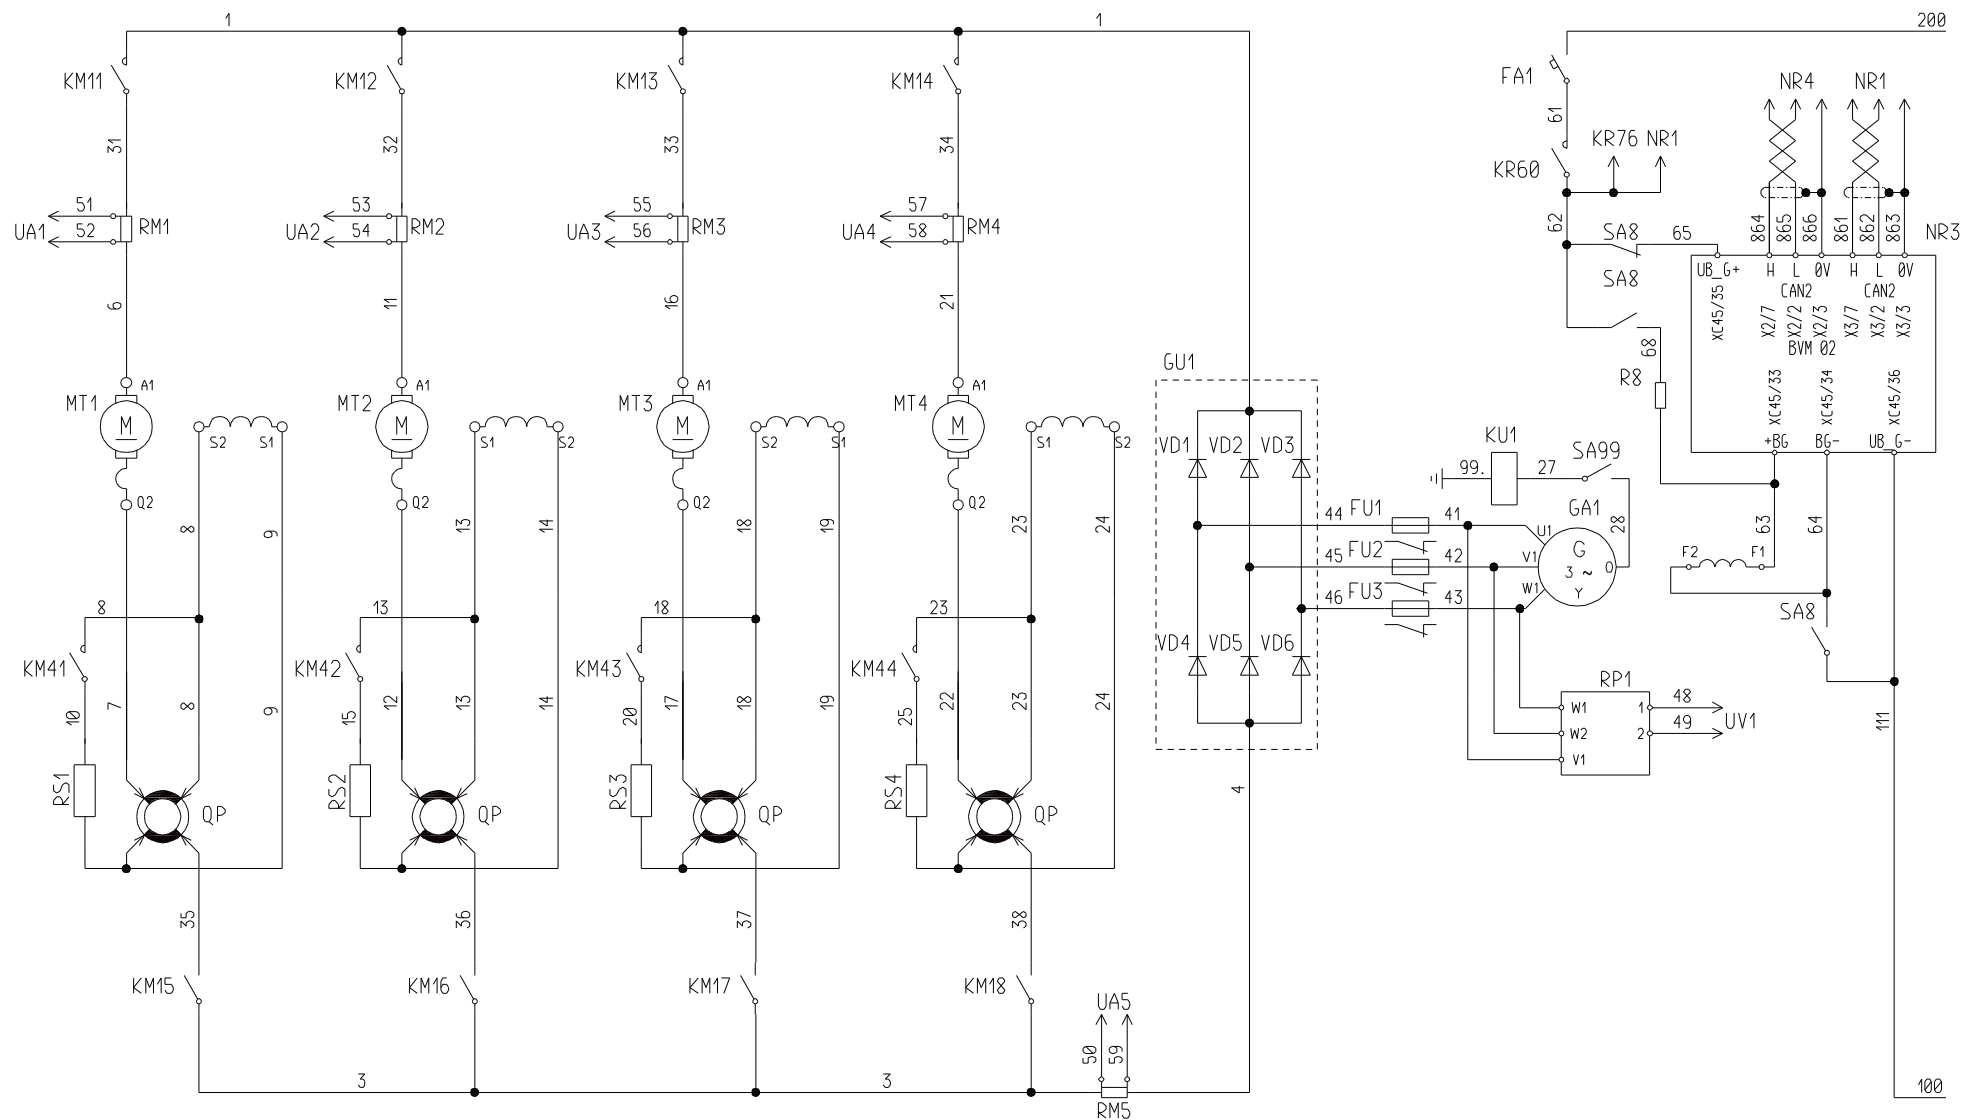 1 1 200
KM11 KM12 KM13 KM14 FA1 NR4 NR1
61
31 32 33 34 KR60 KR76 NR1
51 53 55 57
UA1 52 RM1 UA2 54 RM2 UA3 56 RM3 UA4 58 RM4
62 SA8 65 864 865 866 861 862 863 NR3
SA8 UB_G+ H L 0V H L 0V
CAN2 CAN2
6 11 16 21
XC45/35 X2/7 X2/2 X2/3 X3/7 X3/2 X3/3
BVM 02
68
GU1
R8
A1 A1 A1 A1
XC45/33 XC45/34 XC45/36
MT1 M MT2 M MT3 M MT4 M
S2 S1 S1 S2 S2 S1 S1 S2
VD1 VD2 VD3
KU1 SA99
+BG BG- UB_G-
99. 27
Q2 Q2 Q2 Q2
8 9 13 14 18 19 23 24
44 FU1 41 U1 GA1 28 63 64
45 FU2 42 V1 G 3 ~ Y 0
F2 F1
46 FU3 43 W1
8 13 18 23
SA8
KM41 KM42 KM43 KM44
VD4 VD5 VD6
RP1
10 7 8 9 15 12 13 14 20 17 18 19 25 22 23 24
W1 1 48
W2 2 49 UV1
V1
111
4
RS1 QP RS2 QP RS3 QP RS4 QP
35 36 37 38
KM15 KM16 KM17 KM18
UA5
50 59
3 3
RM5
100